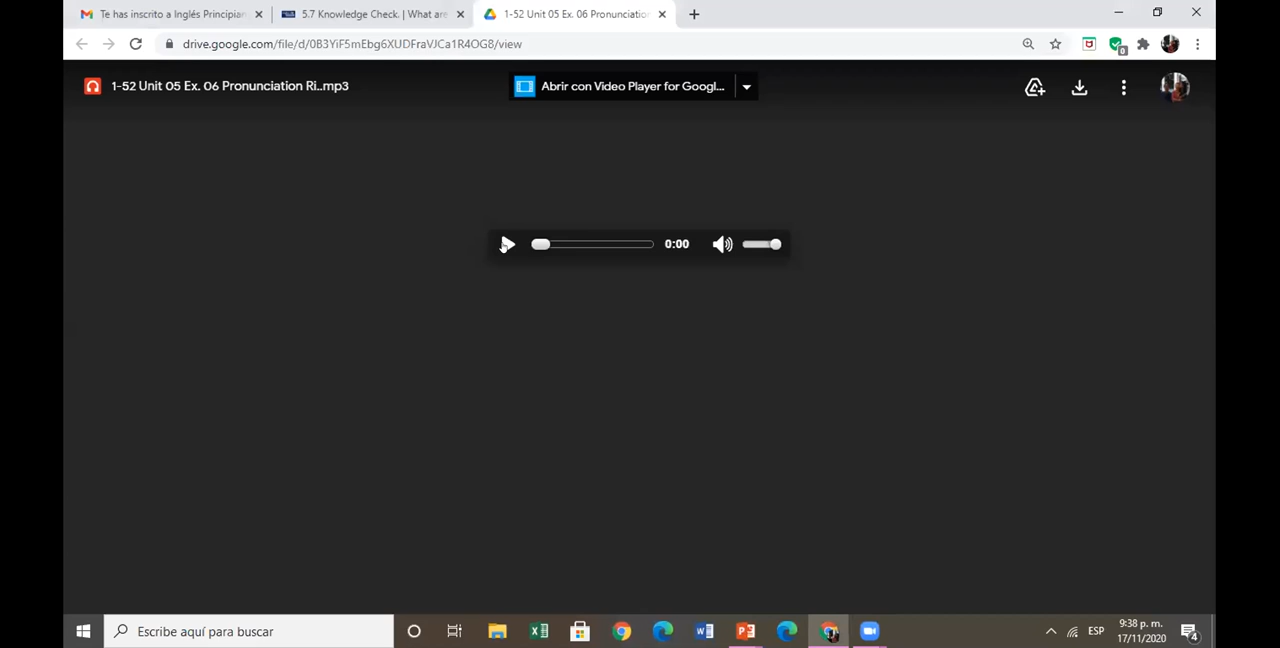 Te has inscrito a Inglés Principian
5.7 Knowledge Check. | What are
1-52 Unit 05 Ex. 06 Pronunciatio
drive.google.com/file/d/0B3YiF5mEbg6XUDFraVJCa1R4OG8/view
0
1-52 Unit 05 Ex. 06 Pronunciation Ri..mp3
Abrir con Video Player for Googl...
0:00
Escribe aquí para buscar
ESP
9:38 p. m.
17/11/2020
4